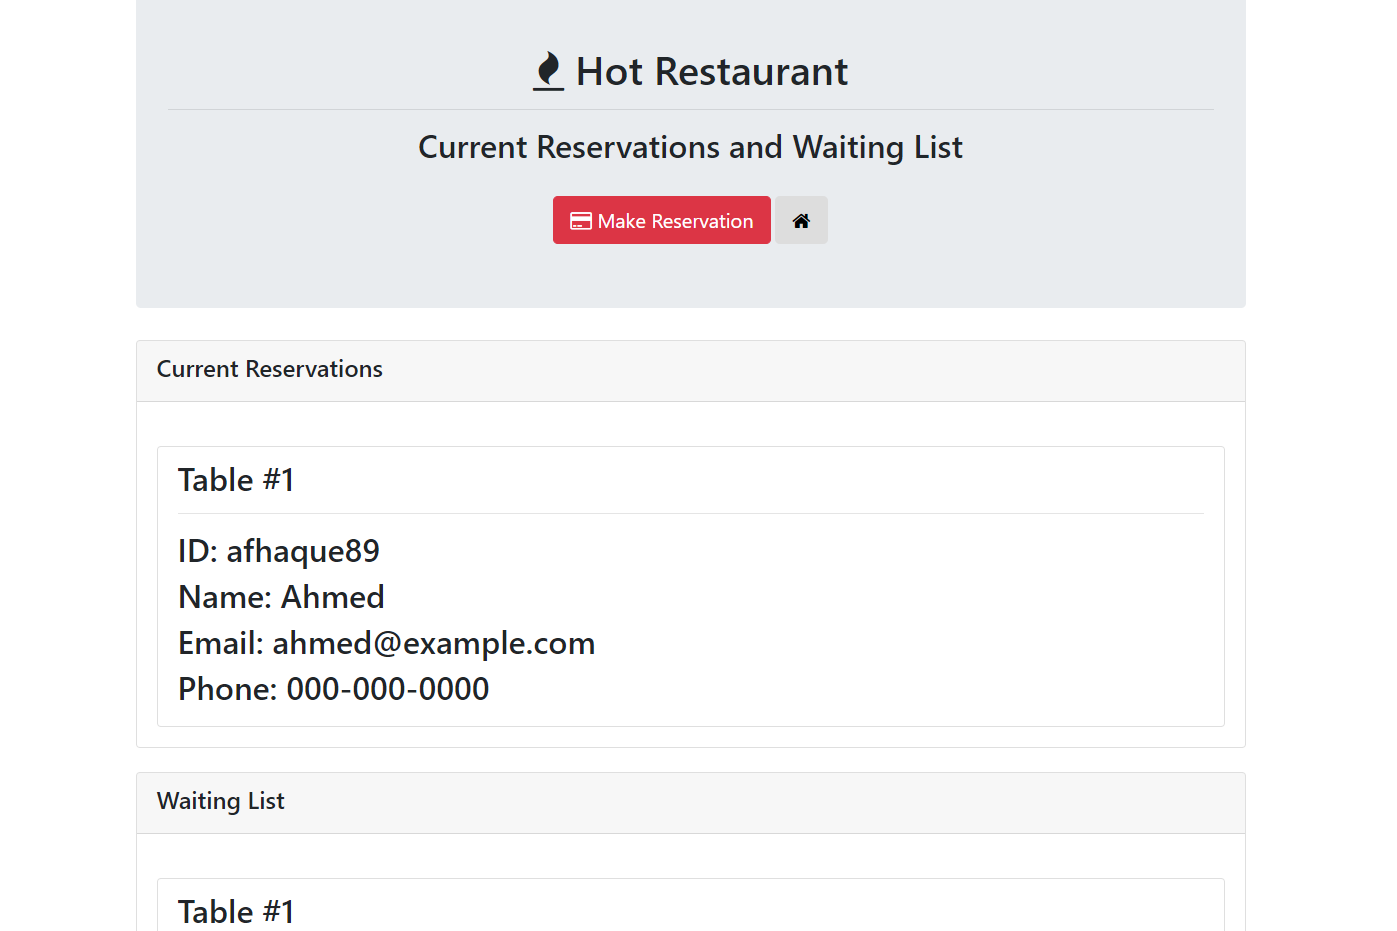 Hot Restaurant
Current Reservations and Waiting List
Make Reservation
Current Reservations
Table #1
ID: afhaque89
Name: Ahmed
Email: ahmed@example.com
Phone: 000-000-0000
Waiting List
Table #1